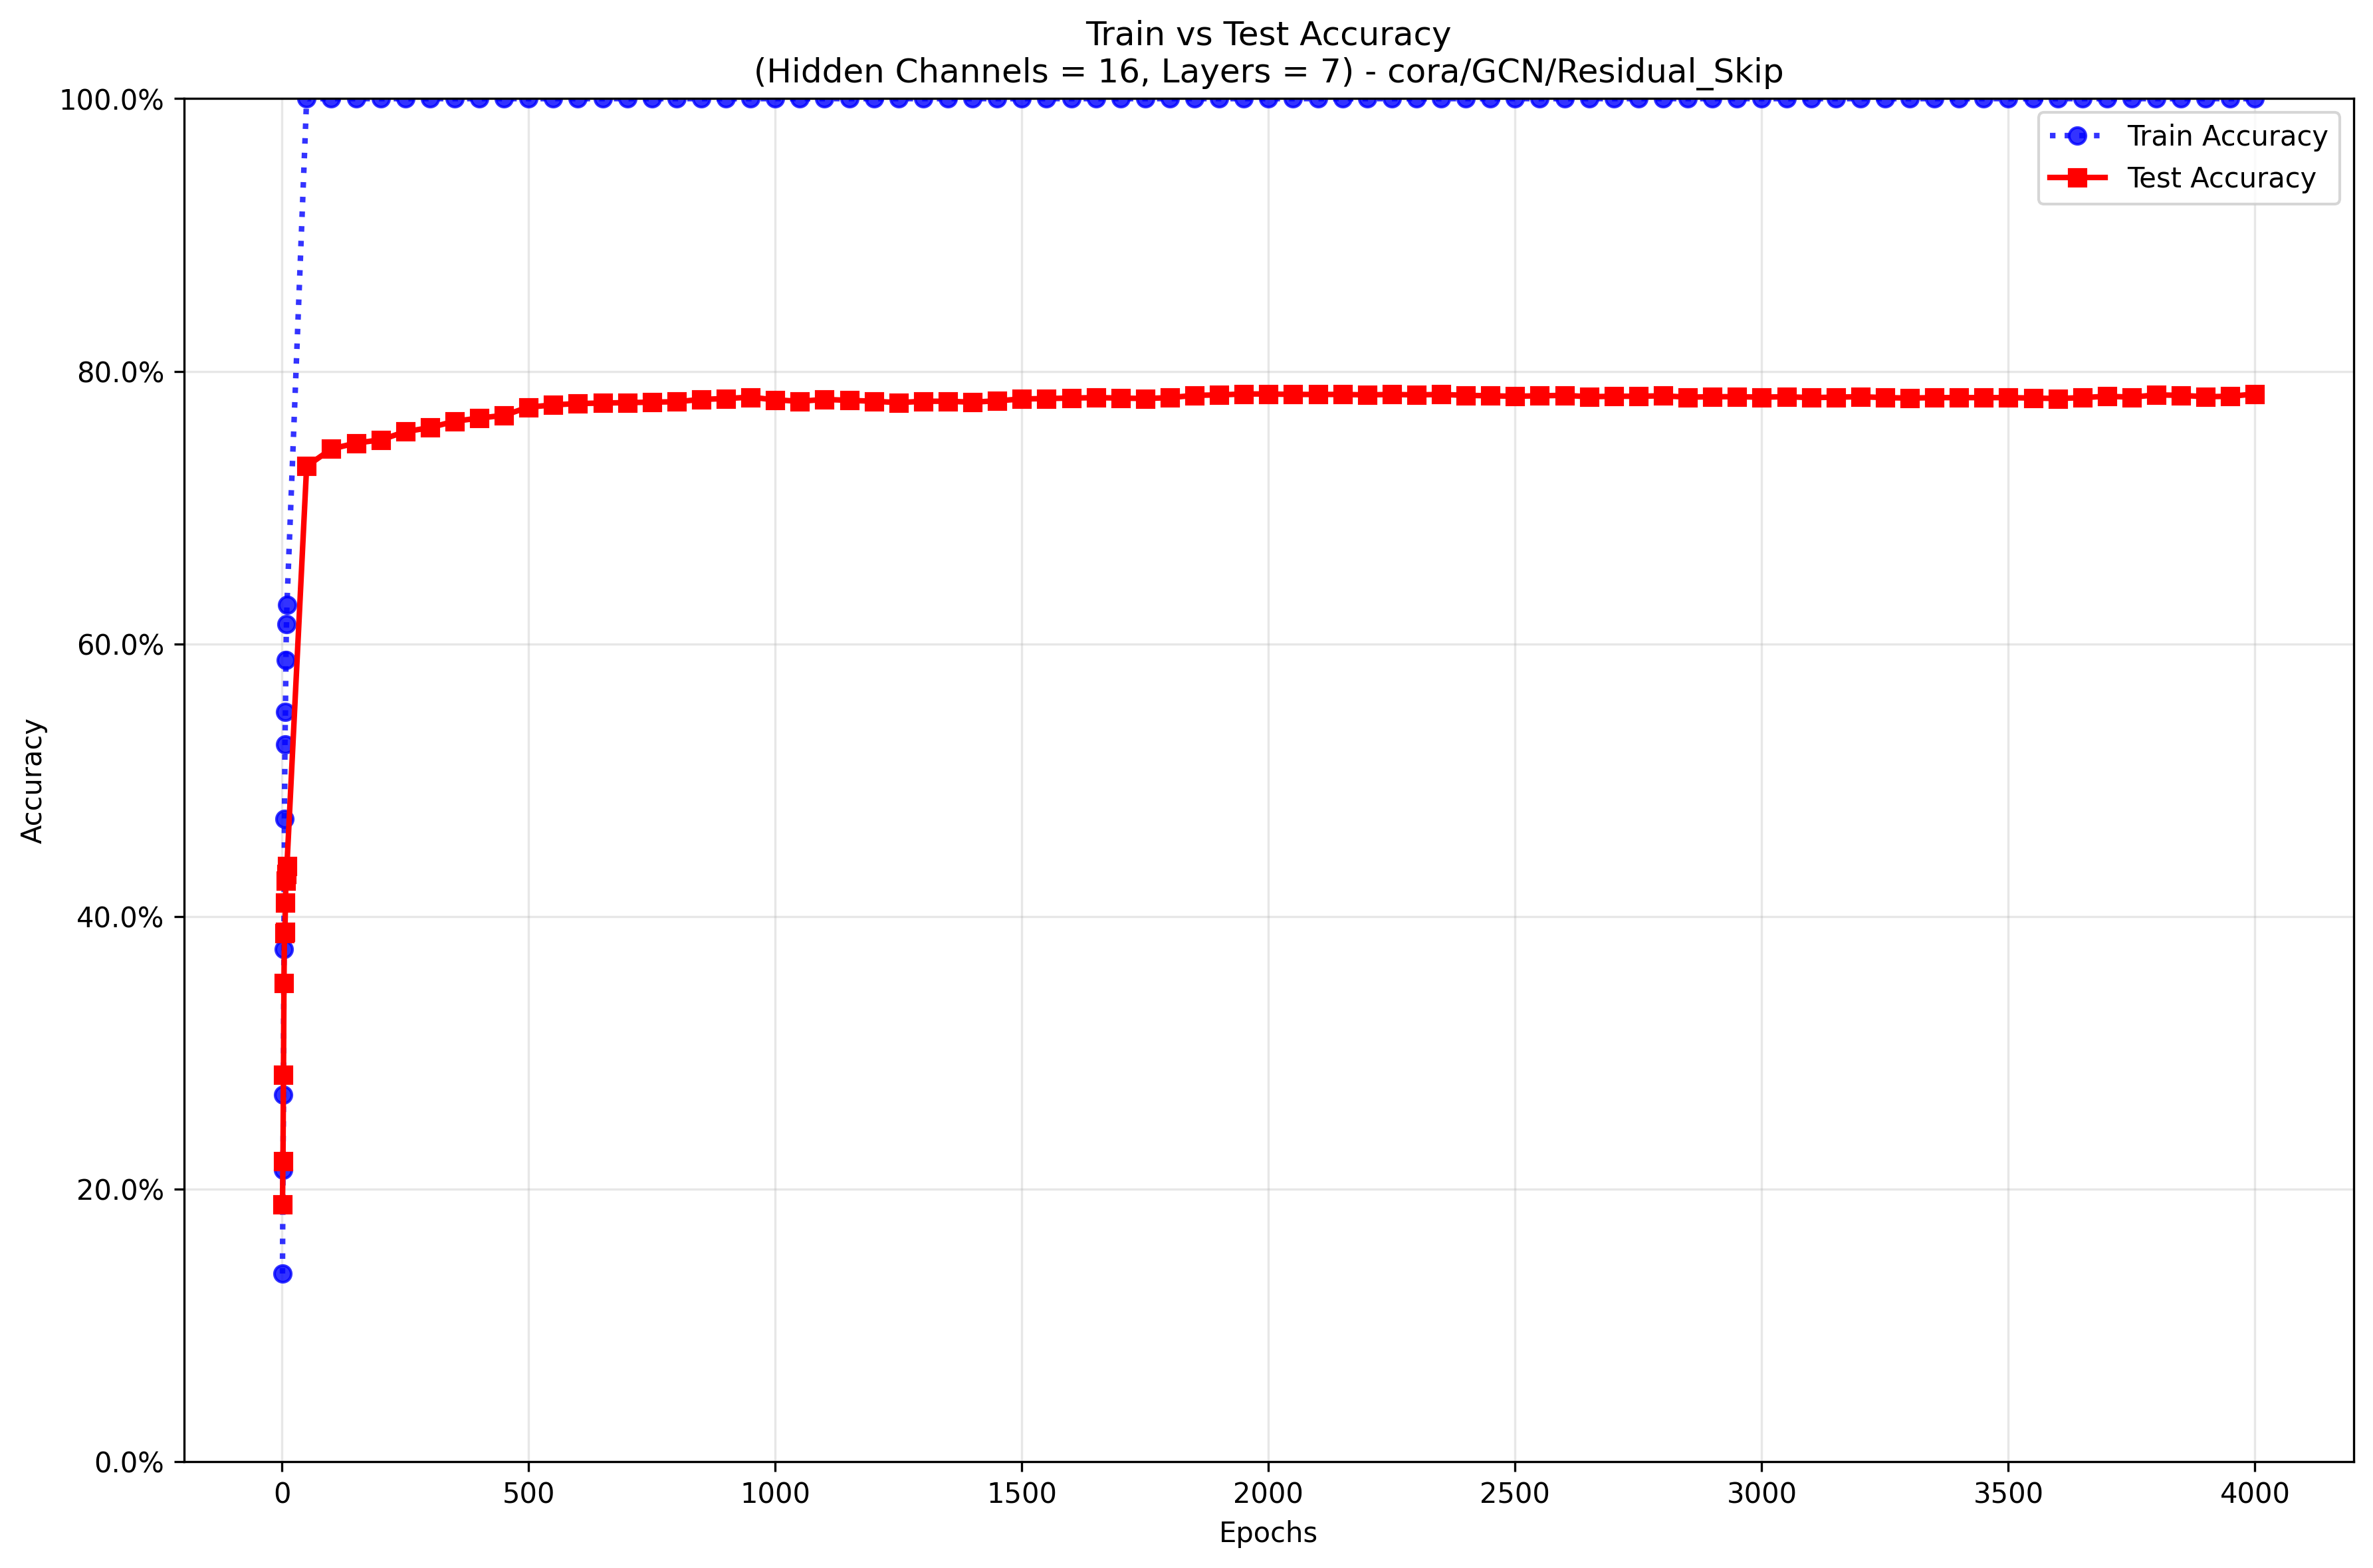 Train vs Test Accuracy
(Hidden Channels = 16, Layers = 7) - cora/GCN/Residual_Skip
100.0%
80.0%
60.0%
40.0%
20.0%
0.0%
Accuracy
Train Accuracy
Test Accuracy
0
500
1000
1500
2000
2500
3000
3500
4000
Epochs